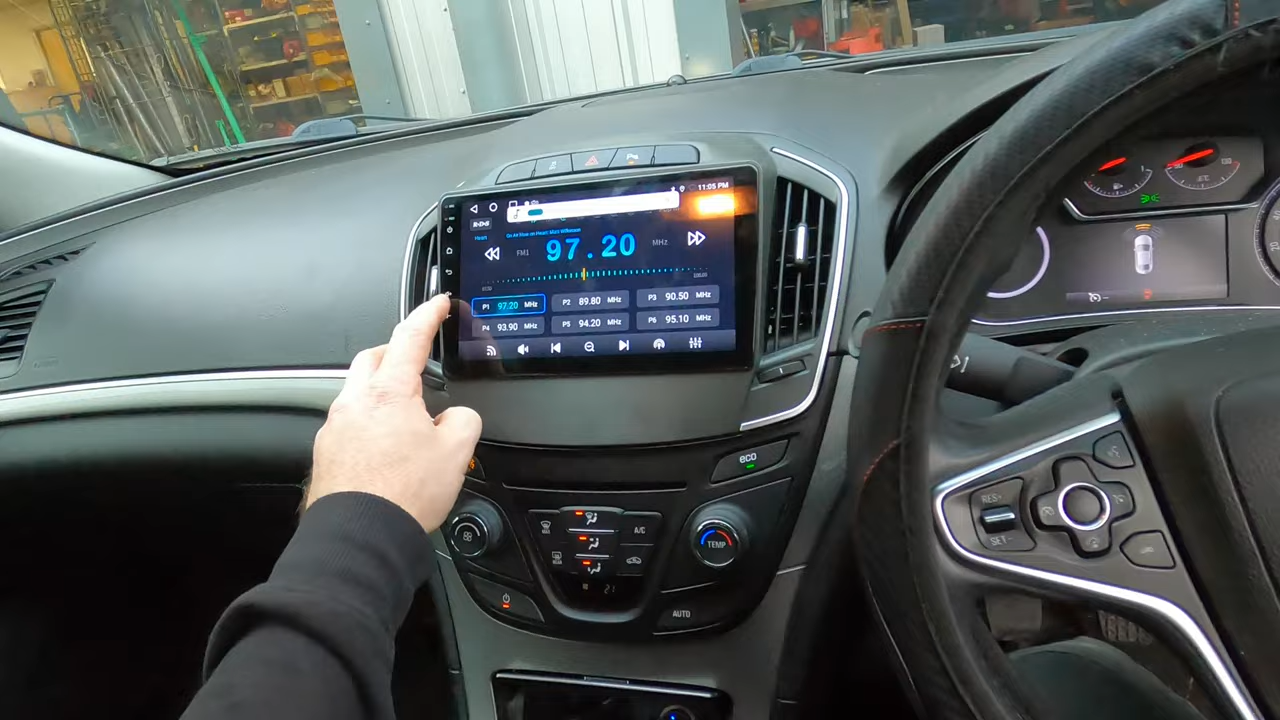 11:05 PM
R·D·S
Heart
FM1
97.20
MHz
P1 97.20 MHz
P2 89.80 MHz
P3 90.50 MHz
P4 93.90 MHz
P5 94.20 MHz
P6 95.10 MHz
eco
A/C
TEMP
AUTO
RES+
SET-